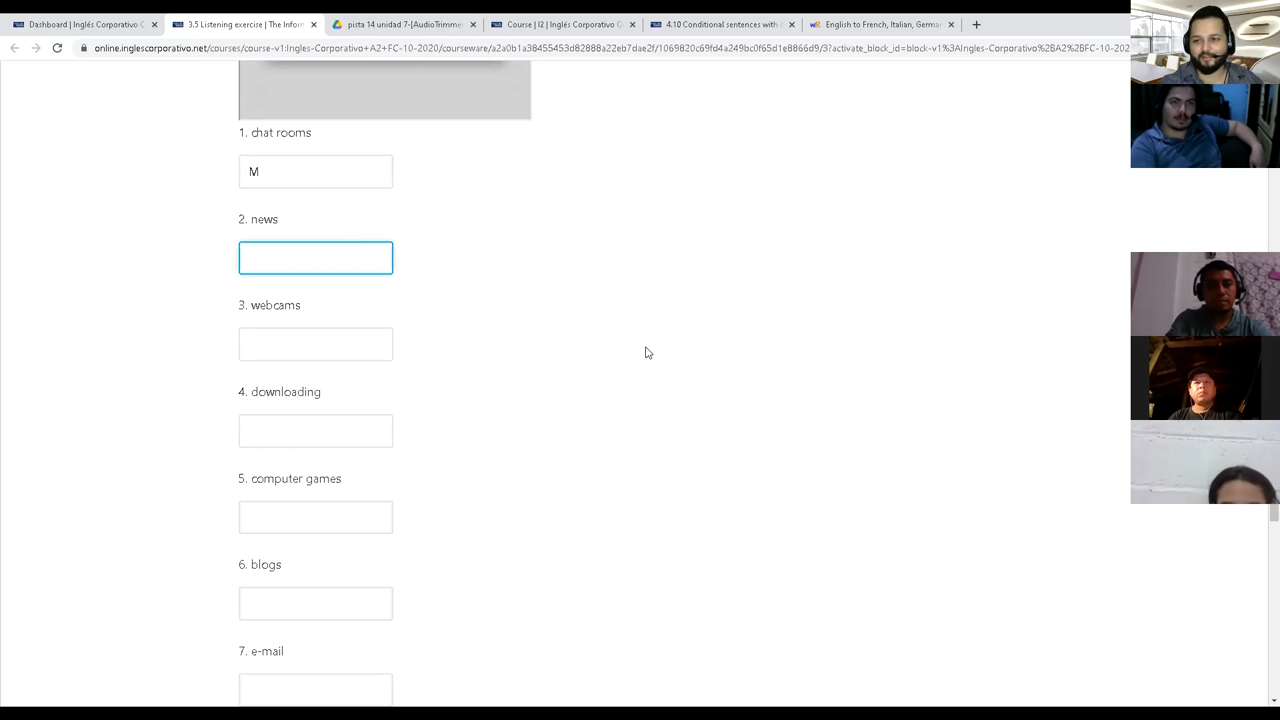 Dashboard | Inglés Corporativo C
3.5 Listening exercise | The Inform
pista 14 unidad 7-[AudioTrimmer
Course | I2 | Inglés Corporativo O
4.10 Conditional sentences with
English to French, Italian, Germa
1. chat rooms
M
2. news
3. webcams
4. downloading
5. computer games
6. blogs
7. e-mail